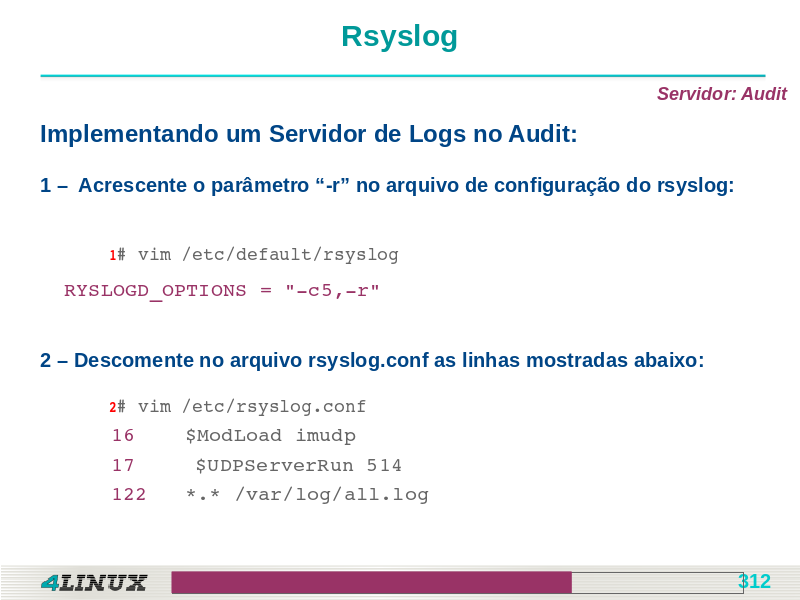 Rsyslog
Servidor: Audit
Implementando um Servidor de Logs no Audit:
1 –  Acrescente o parâmetro “-r” no arquivo de configuração do rsyslog:
1# vim /etc/default/rsyslog
RYSLOGD_OPTIONS = "-c5,-r"
2 – Descomente no arquivo rsyslog.conf as linhas mostradas abaixo:
2# vim /etc/rsyslog.conf
16 $ModLoad imudp
17 $UDPServerRun 514
122 *.* /var/log/all.log
4LINUX
312